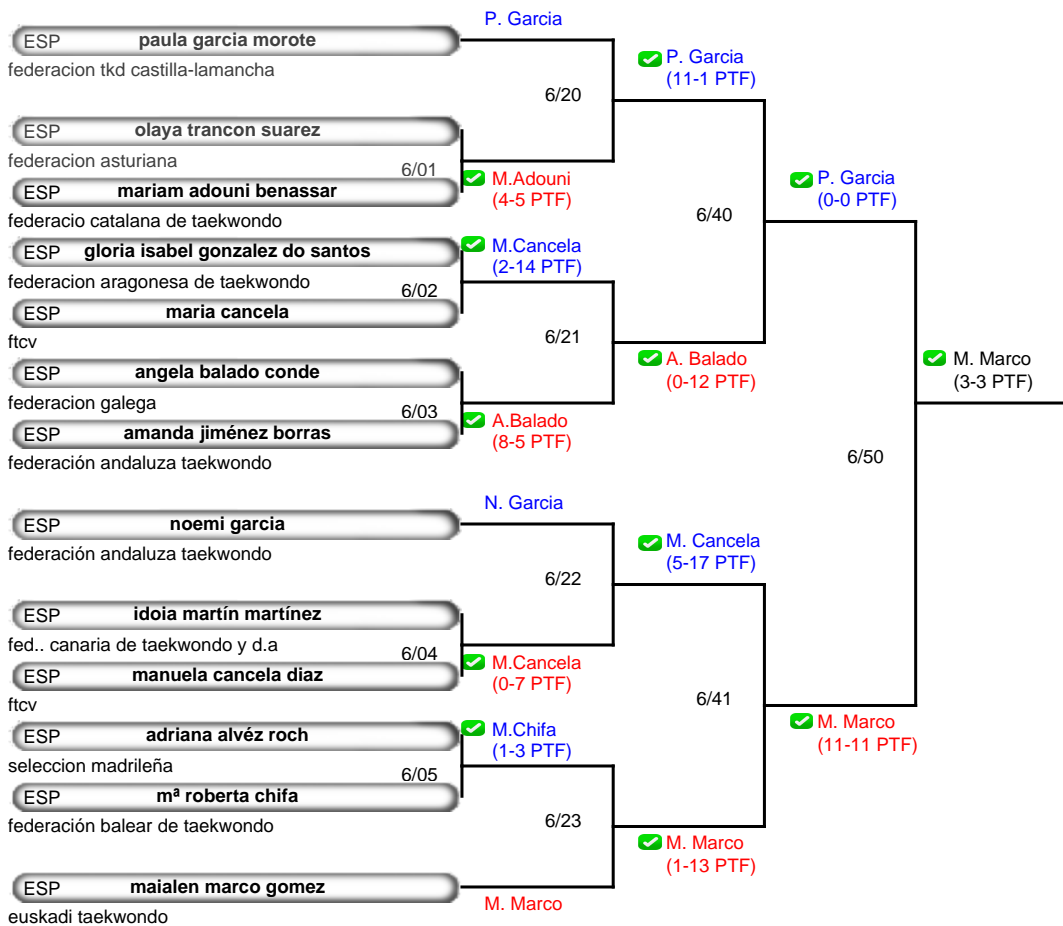 P. Garcia
ESP paula garcia morote
federacion tkd castilla-lamancha
P. Garcia
(11-1 PTF)
6/20
ESP olaya trancon suarez
federacion asturiana
6/01
M.Adouni
(4-5 PTF)
ESP mariam adouni benassar
federacio catalana de taekwondo
P. Garcia
(0-0 PTF)
6/40
ESP gloria isabel gonzalez do santos
federacion aragonesa de taekwondo
M.Cancela
(2-14 PTF)
6/02
ESP maria cancela
ftcv
6/21
A. Balado
(0-12 PTF)
ESP angela balado conde
federacion galega
6/03
A.Balado
(8-5 PTF)
ESP amanda jiménez borras
federación andaluza taekwondo
M. Marco
(3-3 PTF)
6/50
N. Garcia
ESP noemi garcia
federación andaluza taekwondo
M. Cancela
(5-17 PTF)
6/22
ESP idoia martín martínez
fed.. canaria de taekwondo y d.a
6/04
M.Cancela
(0-7 PTF)
ESP manuela cancela diaz
ftcv
6/41
M. Marco
(11-11 PTF)
ESP adriana alvéz roch
seleccion madrileña
M.Chifa
(1-3 PTF)
6/05
ESP mª roberta chifa
federación balear de taekwondo
6/23
M. Marco
(1-13 PTF)
ESP maialen marco gomez
euskadi taekwondo
M. Marco